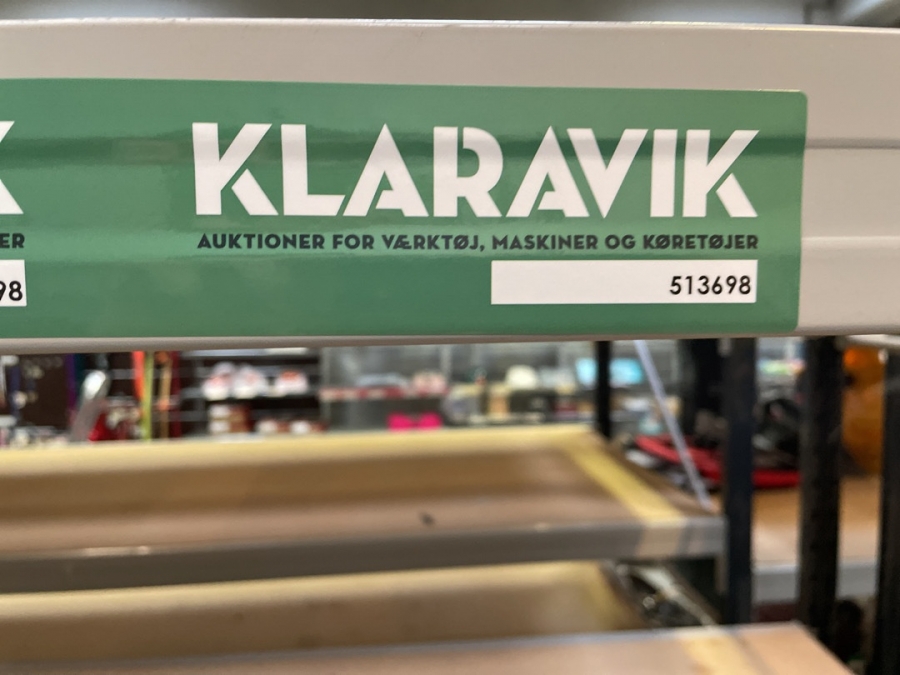 KLARAVIK
AUKTIONER FOR VÆRKTØJ, MASKINER OG KØRETØJER
513698